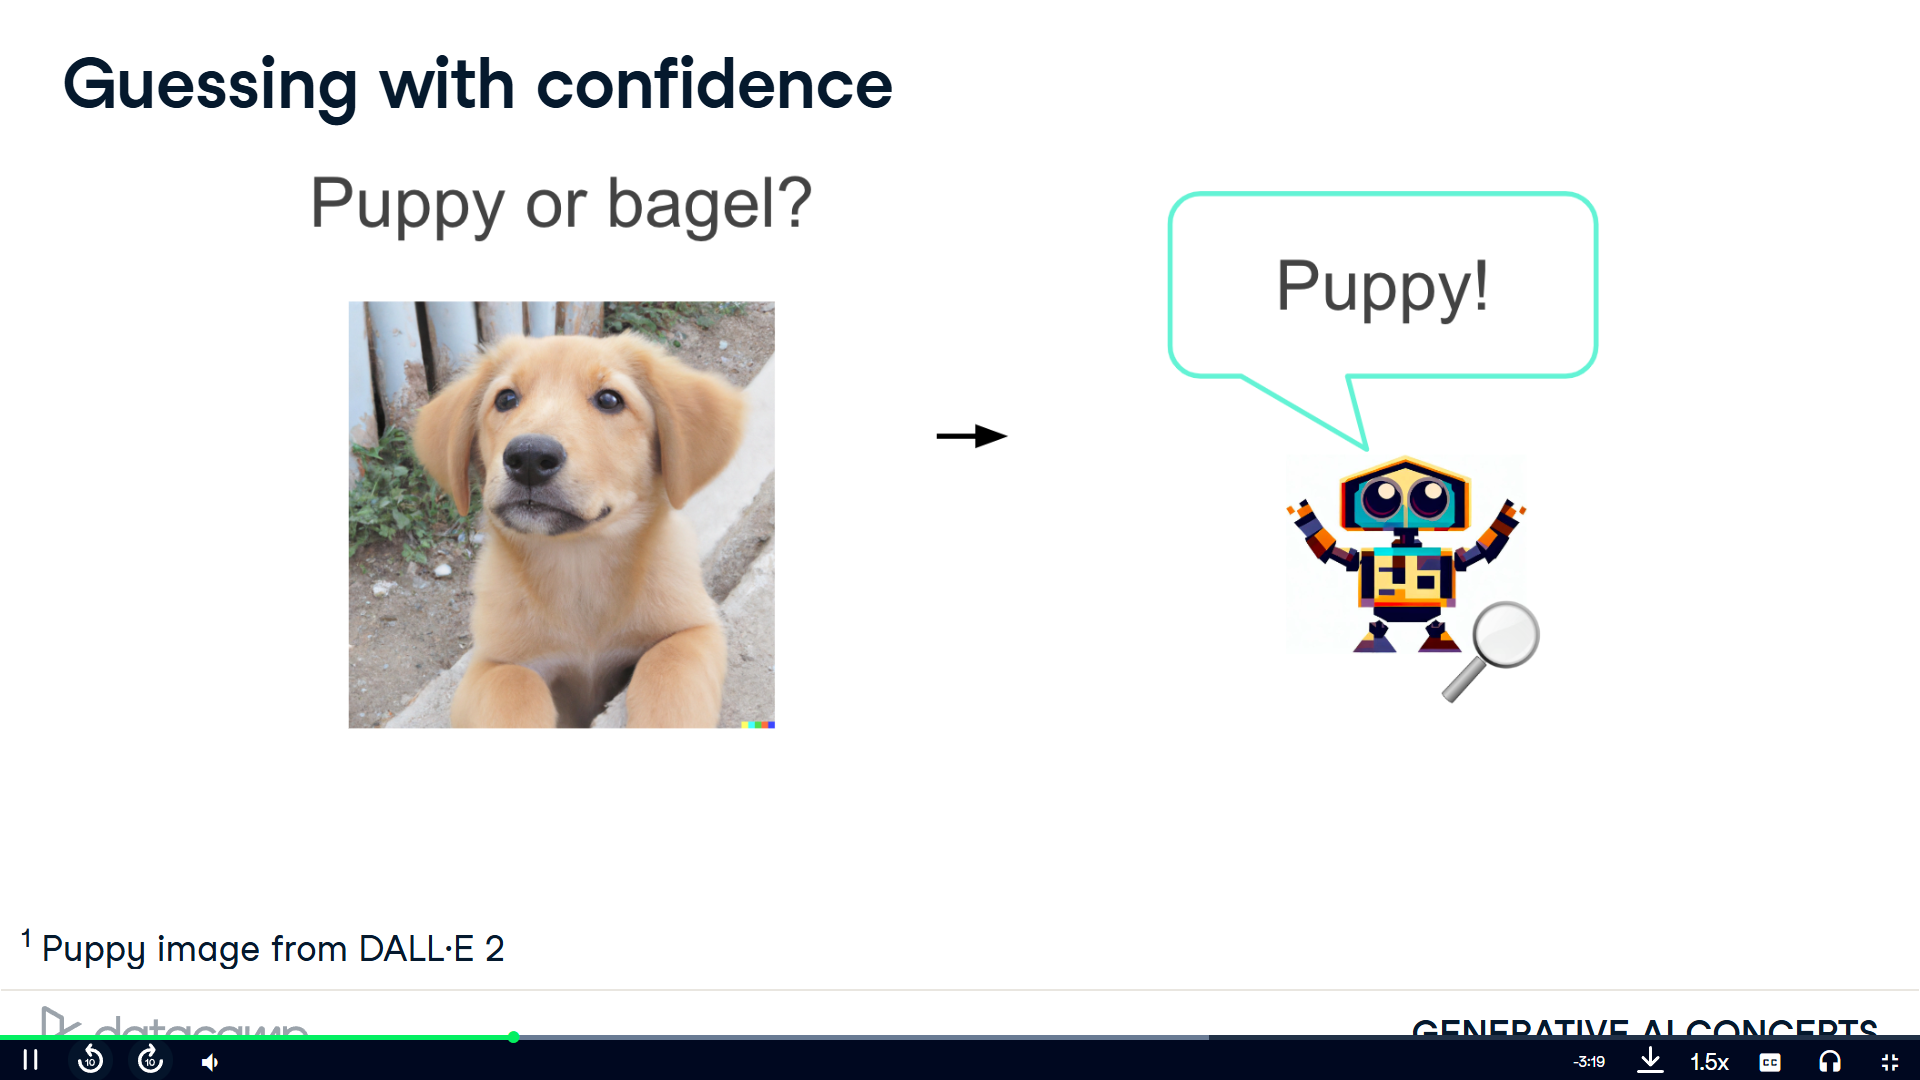 Guessing with confidence
Puppy or bagel?
Puppy!
1 Puppy image from DALL·E 2
datacamp
GENERATIVE AI CONCEPTS
10
10
-3:19
1.5x
CC